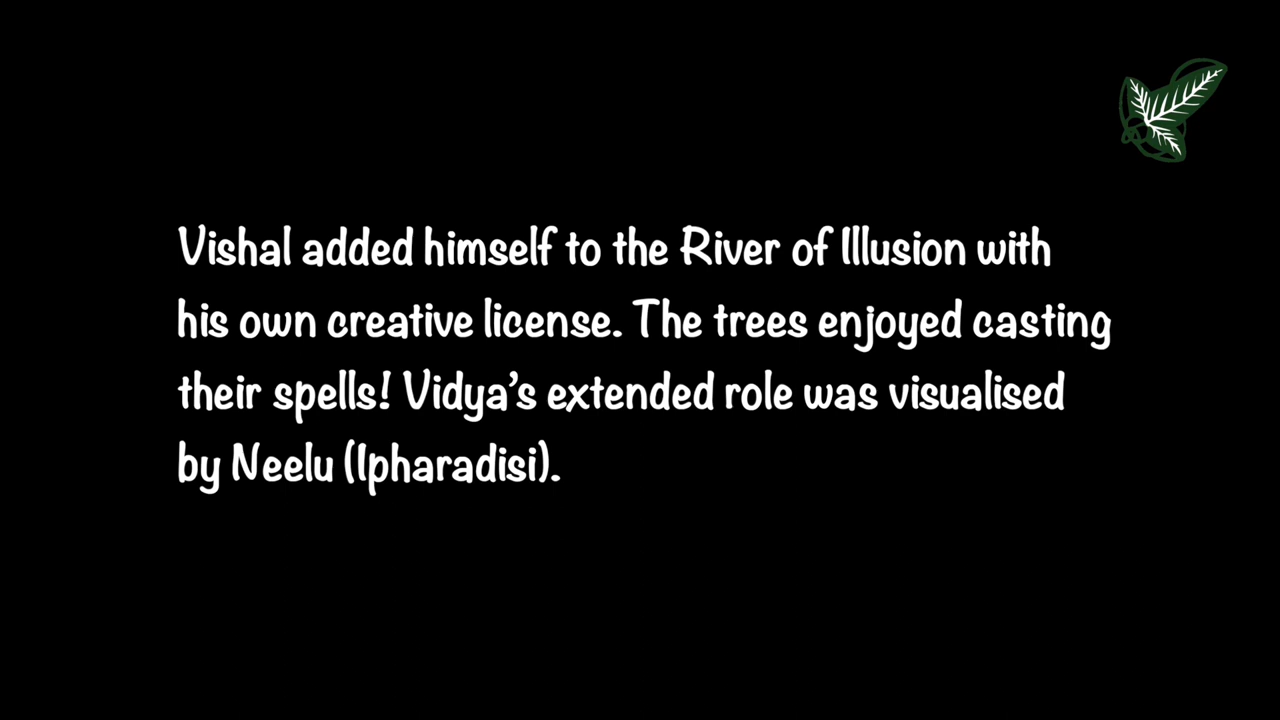 Vishal added himself to the River of Illusion with
his own creative license. The trees enjoyed casting
their spells! Vidya’s extended role was visualised
by Neelu (Ipharadisi).